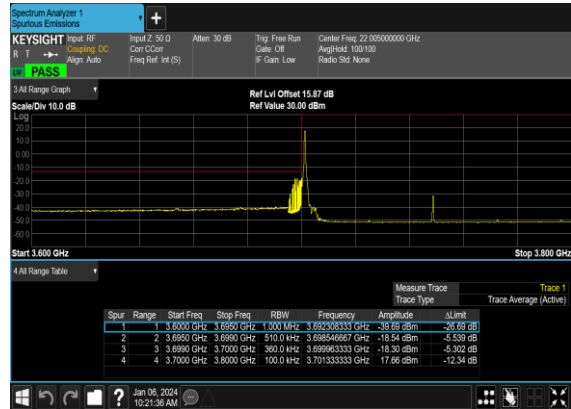 Spectrum Analyzer 1
Spurious Emissions
+
KEYSIGHT Input: RF Input Z: 50 Ω Atten: 30 dB Trig: Free Run Center Freq: 22.005000000 GHz
R T Coupling: DC Corr CCorr Gate: Off Avg|Hold: 100/100
Align: Auto Freq Ref: Int (S) IF Gain: Low Radio Std: None
PASS
3 All Range Graph
Ref Lvl Offset 15.87 dB
Scale/Div 10.0 dB Ref Value 30.00 dBm
Log
20.0
10.0
0.00
-10.0
-20.0
-30.0
-40.0
-50.0
-60.0
Start 3.600 GHz Stop 3.800 GHz
4 All Range Table
Measure Trace Trace 1
Trace Type Trace Average (Active)
Spur Range Start Freq Stop Freq RBW Frequency Amplitude ΔLimit
1 1 3.6000 GHz 3.6950 GHz 1.000 MHz 3.692308333 GHz -39.69 dBm -26.69 dB
2 2 3.6950 GHz 3.6990 GHz 510.0 kHz 3.698546667 GHz -18.54 dBm -5.539 dB
3 3 3.6990 GHz 3.7000 GHz 360.0 kHz 3.699963333 GHz -18.30 dBm -5.302 dB
4 4 3.7000 GHz 3.8000 GHz 100.0 kHz 3.701333333 GHz 17.66 dBm -12.34 dB
? Jan 06, 2024
10:21:36 AM